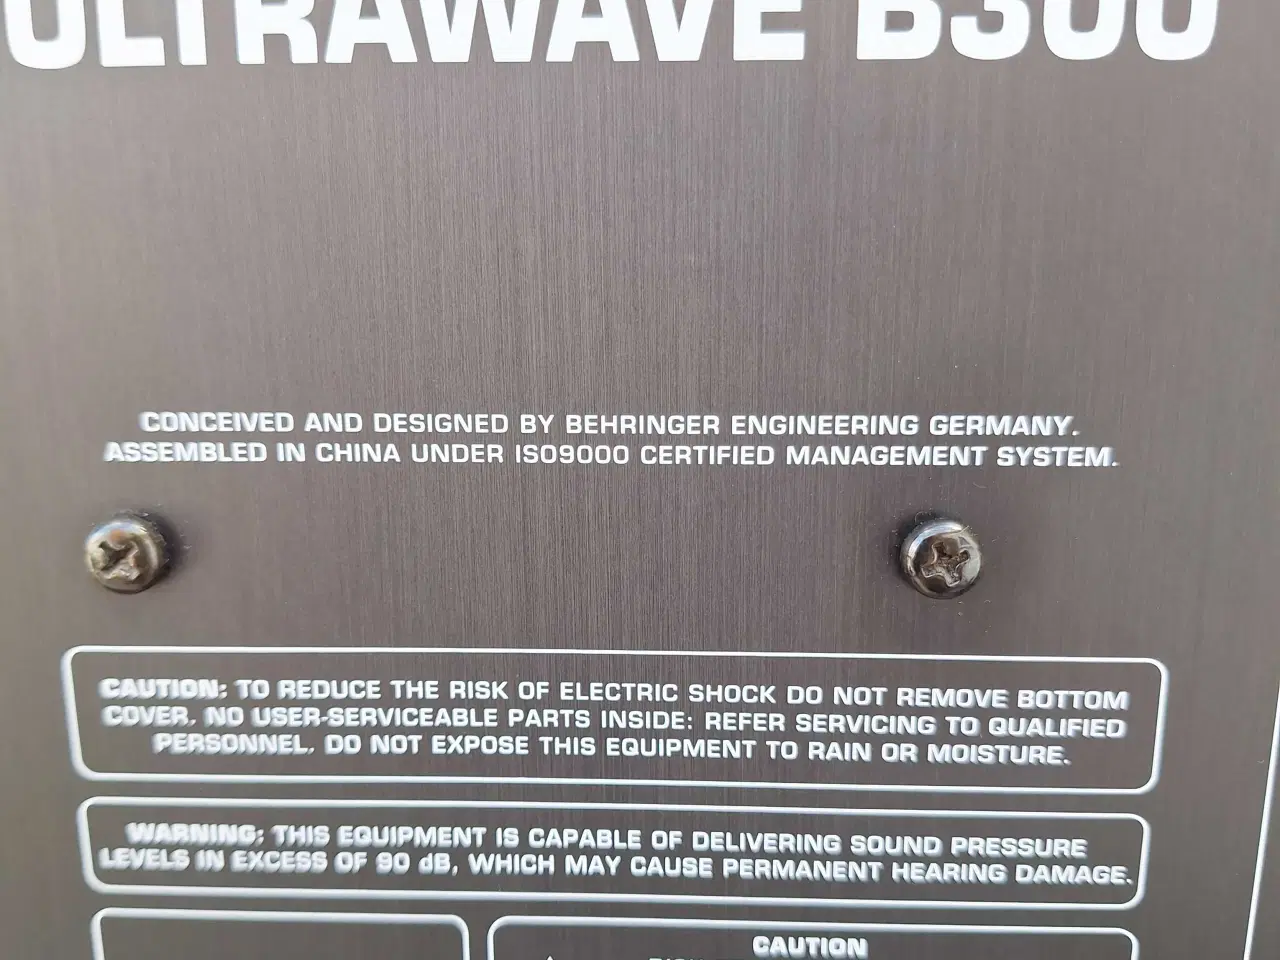 ULTRAWAVE B300
CONCEIVED AND DESIGNED BY BEHRINGER ENGINEERING GERMANY.
ASSEMBLED IN CHINA UNDER ISO9000 CERTIFIED MANAGEMENT SYSTEM.
CAUTION: TO REDUCE THE RISK OF ELECTRIC SHOCK DO NOT REMOVE BOTTOM
COVER. NO USER-SERVICEABLE PARTS INSIDE: REFER SERVICING TO QUALIFIED
PERSONNEL. DO NOT EXPOSE THIS EQUIPMENT TO RAIN OR MOISTURE.
WARNING: THIS EQUIPMENT IS CAPABLE OF DELIVERING SOUND PRESSURE
LEVELS IN EXCESS OF 90 dB, WHICH MAY CAUSE PERMANENT HEARING DAMAGE.
CAUTION